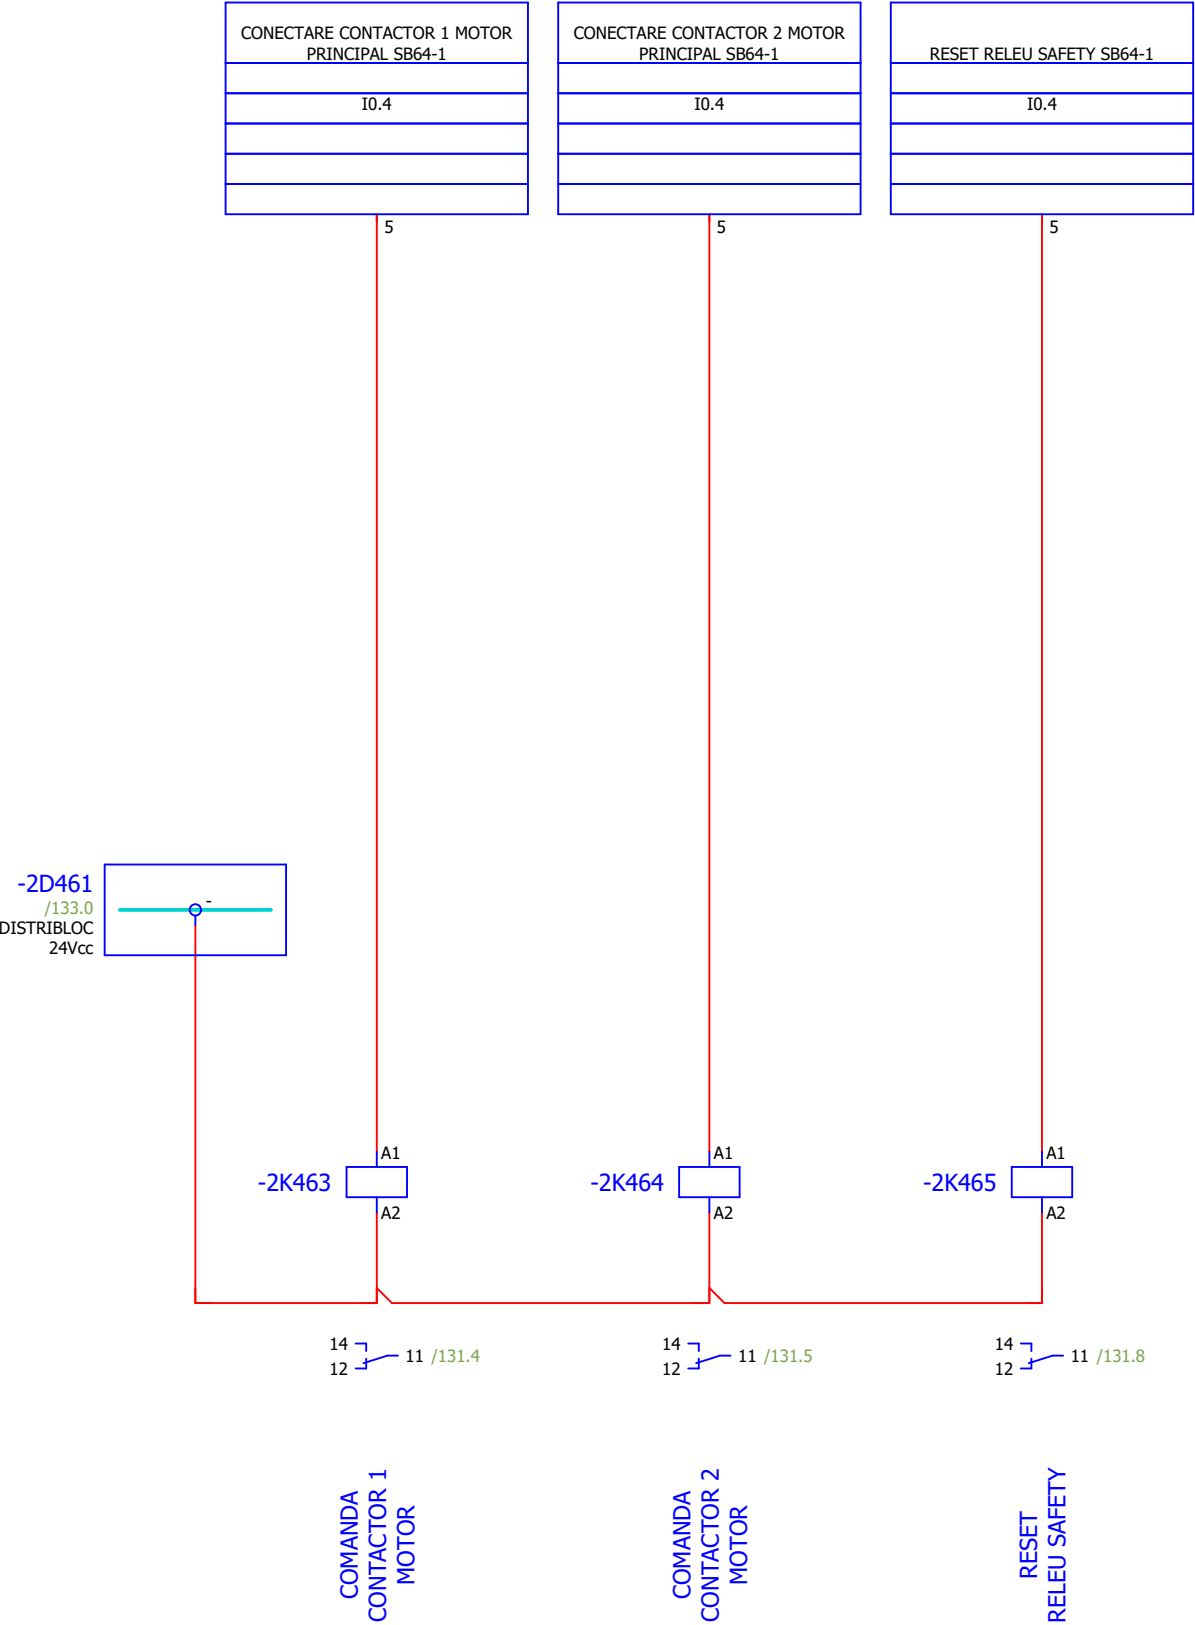 CONECTARE CONTACTOR 1 MOTOR
PRINCIPAL SB64-1
I0.4
5
CONECTARE CONTACTOR 2 MOTOR
PRINCIPAL SB64-1
I0.4
5
RESET RELEU SAFETY SB64-1
I0.4
5
-2D461
/133.0
DISTRIBLOC
24Vcc
-
-2K463
A1
A2
-2K464
A1
A2
-2K465
A1
A2
14
12
11 /131.4
14
12
11 /131.5
14
12
11 /131.8
COMANDA
CONTACTOR 1
MOTOR
COMANDA
CONTACTOR 2
MOTOR
RESET
RELEU SAFETY